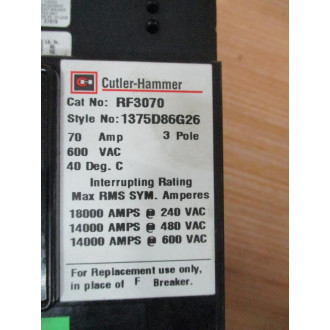 Cutler-Hammer
Cat No: RF3070
Style No: 1375D86G26
70 Amp 3 Pole
600 VAC
40 Deg. C
Interrupting Rating
Max RMS SYM. Amperes
18000 AMPS @ 240 VAC
14000 AMPS @ 480 VAC
14000 AMPS @ 600 VAC
For Replacement use only,
in place of F Breaker.